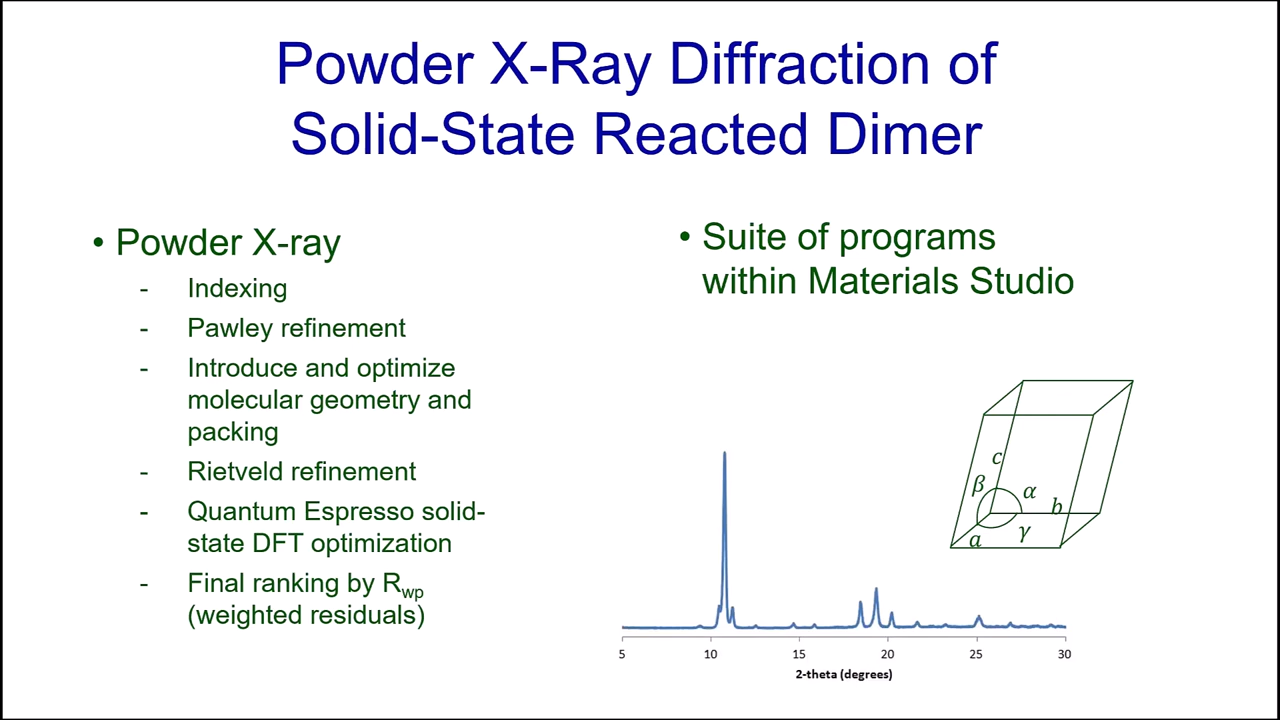 Powder X-Ray Diffraction of
Solid-State Reacted Dimer
• Powder X-ray
- Indexing
- Pawley refinement
- Introduce and optimize
molecular geometry and
packing
- Rietveld refinement
- Quantum Espresso solid-
state DFT optimization
- Final ranking by Rwp
(weighted residuals)
• Suite of programs
within Materials Studio
c
β
α
b
a
γ
5 10 15 20 25 30
2-theta (degrees)